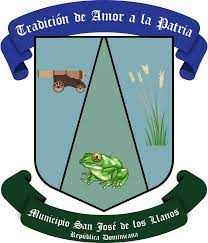 Tradición de Amor a la Patria
Municipio San José de los Llanos
República Dominicana